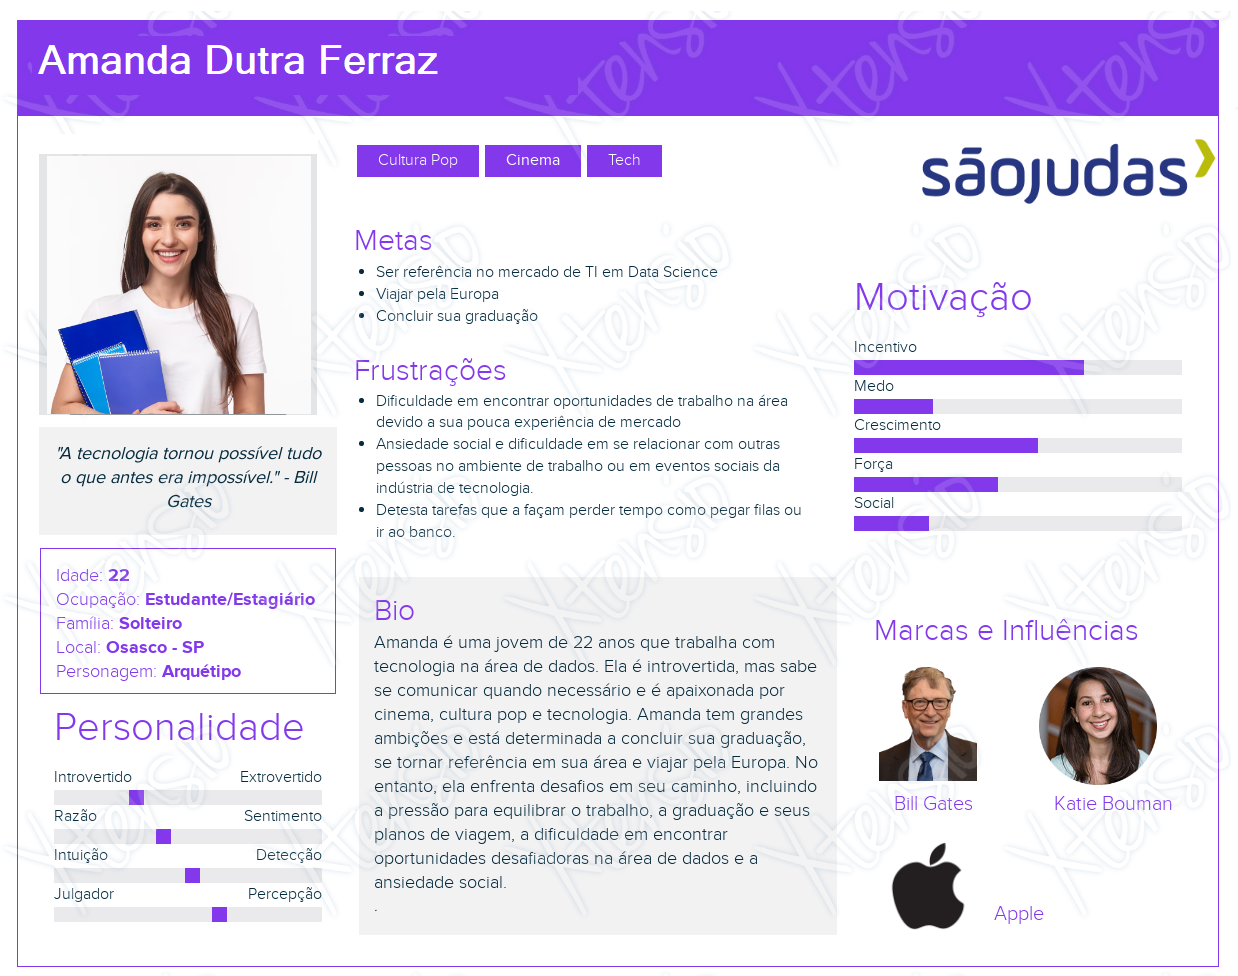 Amanda Dutra Ferraz
Cultura Pop
Cinema
Tech
sãojudas
"A tecnologia tornou possível tudo
o que antes era impossível." - Bill
Gates
Idade: 22
Ocupação: Estudante/Estagiário
Família: Solteiro
Local: Osasco - SP
Personagem: Arquétipo
Personalidade
Introvertido Extrovertido
Razão Sentimento
Intuição Detecção
Julgador Percepção
Metas
Ser referência no mercado de TI em Data Science
Viajar pela Europa
Concluir sua graduação
Frustrações
Dificuldade em encontrar oportunidades de trabalho na área
devido a sua pouca experiência de mercado
Ansiedade social e dificuldade em se relacionar com outras
pessoas no ambiente de trabalho ou em eventos sociais da
indústria de tecnologia.
Detesta tarefas que a façam perder tempo como pegar filas ou
ir ao banco.
Bio
Amanda é uma jovem de 22 anos que trabalha com
tecnologia na área de dados. Ela é introvertida, mas sabe
se comunicar quando necessário e é apaixonada por
cinema, cultura pop e tecnologia. Amanda tem grandes
ambições e está determinada a concluir sua graduação,
se tornar referência em sua área e viajar pela Europa. No
entanto, ela enfrenta desafios em seu caminho, incluindo
a pressão para equilibrar o trabalho, a graduação e seus
planos de viagem, a dificuldade em encontrar
oportunidades desafiadoras na área de dados e a
ansiedade social.
.
Motivação
Incentivo
Medo
Crescimento
Força
Social
Marcas e Influências
Bill Gates
Katie Bouman
Apple
Xtensio